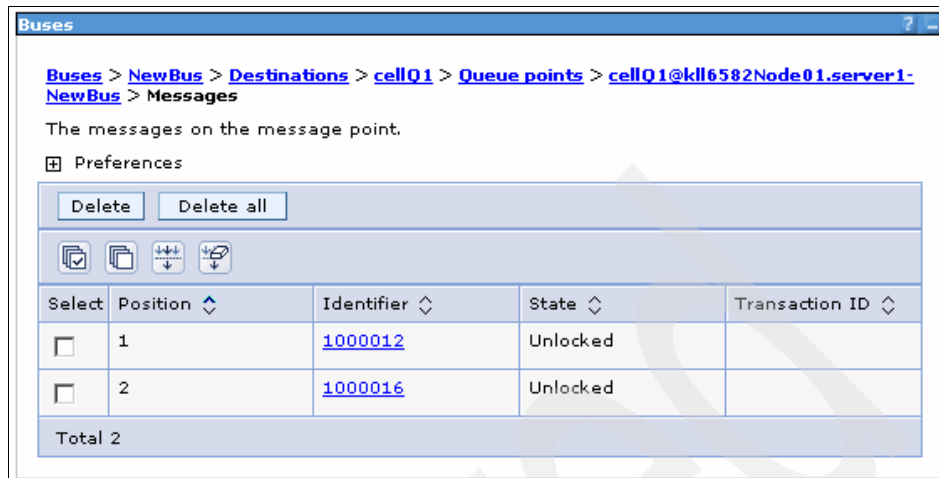 Buses ? –
Buses > NewBus > Destinations > cellQ1 > Queue points > cellQ1@kll6582Node01.server1-
NewBus > Messages
The messages on the message point.
Preferences
Delete Delete all
Select Position Identifier State Transaction ID
1 1000012 Unlocked
2 1000016 Unlocked
Total 2